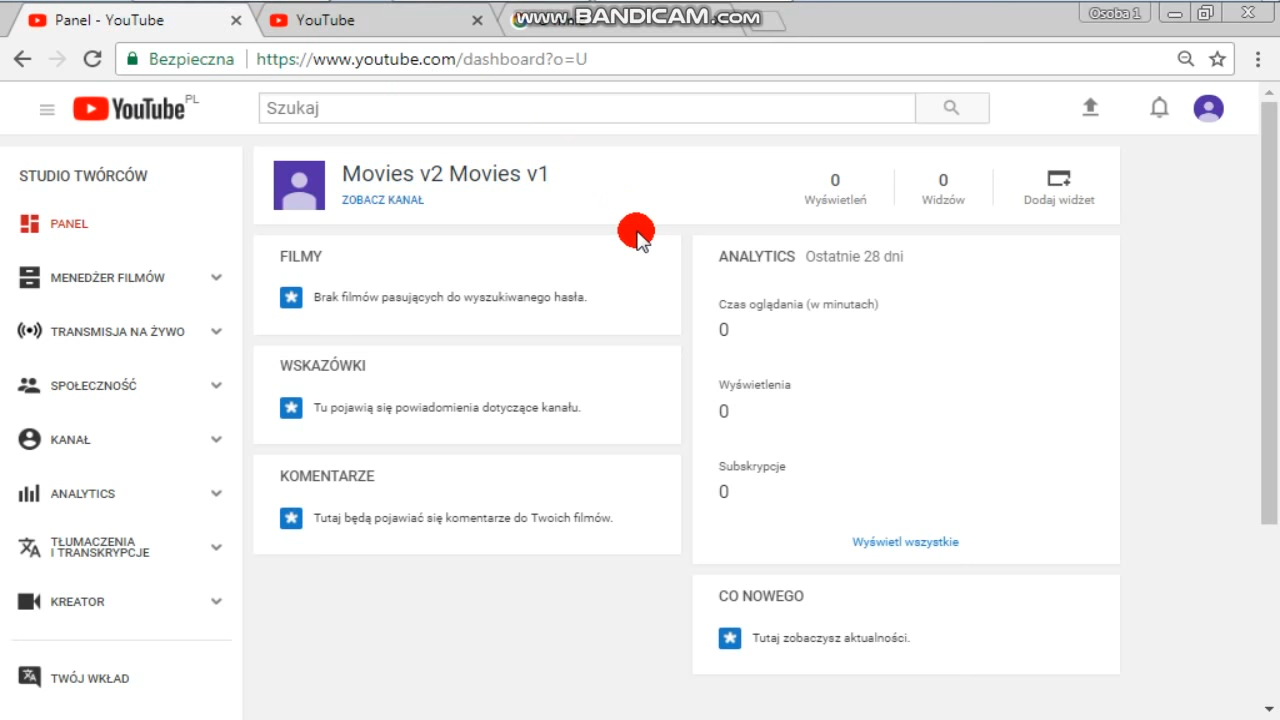 Panel - YouTube
YouTube
www.BANDICAM.com
Osoba 1
Bezpieczna
https://www.youtube.com/dashboard?o=U
YouTube PL
Szukaj
STUDIO TWÓRCÓW
PANEL
MENEDŻER FILMÓW
TRANSMISJA NA ŻYWO
SPOŁECZNOŚĆ
KANAŁ
ANALYTICS
TŁUMACZENIA
I TRANSKRYPCJE
KREATOR
TWÓJ WKŁAD
Movies v2 Movies v1
ZOBACZ KANAŁ
0
Wyświetleń
0
Widzów
Dodaj widżet
FILMY
Brak filmów pasujących do wyszukiwanego hasła.
WSKAZÓWKI
Tu pojawią się powiadomienia dotyczące kanału.
KOMENTARZE
Tutaj będą pojawiać się komentarze do Twoich filmów.
ANALYTICS Ostatnie 28 dni
Czas oglądania (w minutach)
0
Wyświetlenia
0
Subskrypcje
0
Wyświetl wszystkie
CO NOWEGO
Tutaj zobaczysz aktualności.